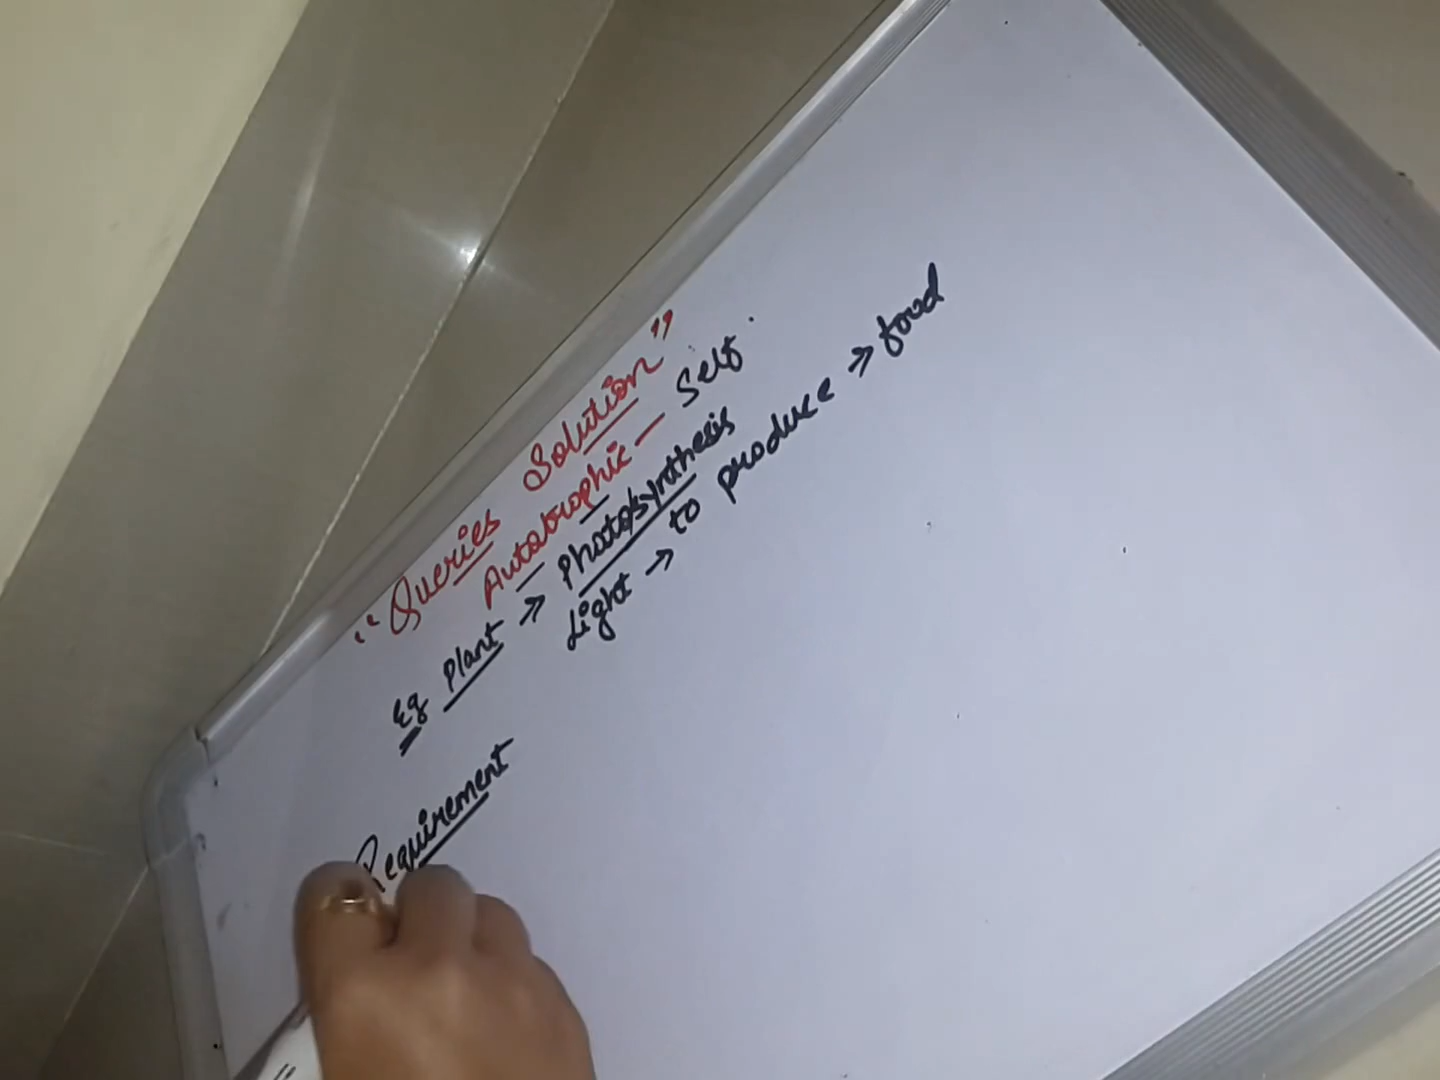 "Queries Solution"
Autotrophic — Self.
Eg Plant → Photosynthesis
Light → to produce → food
Requirement